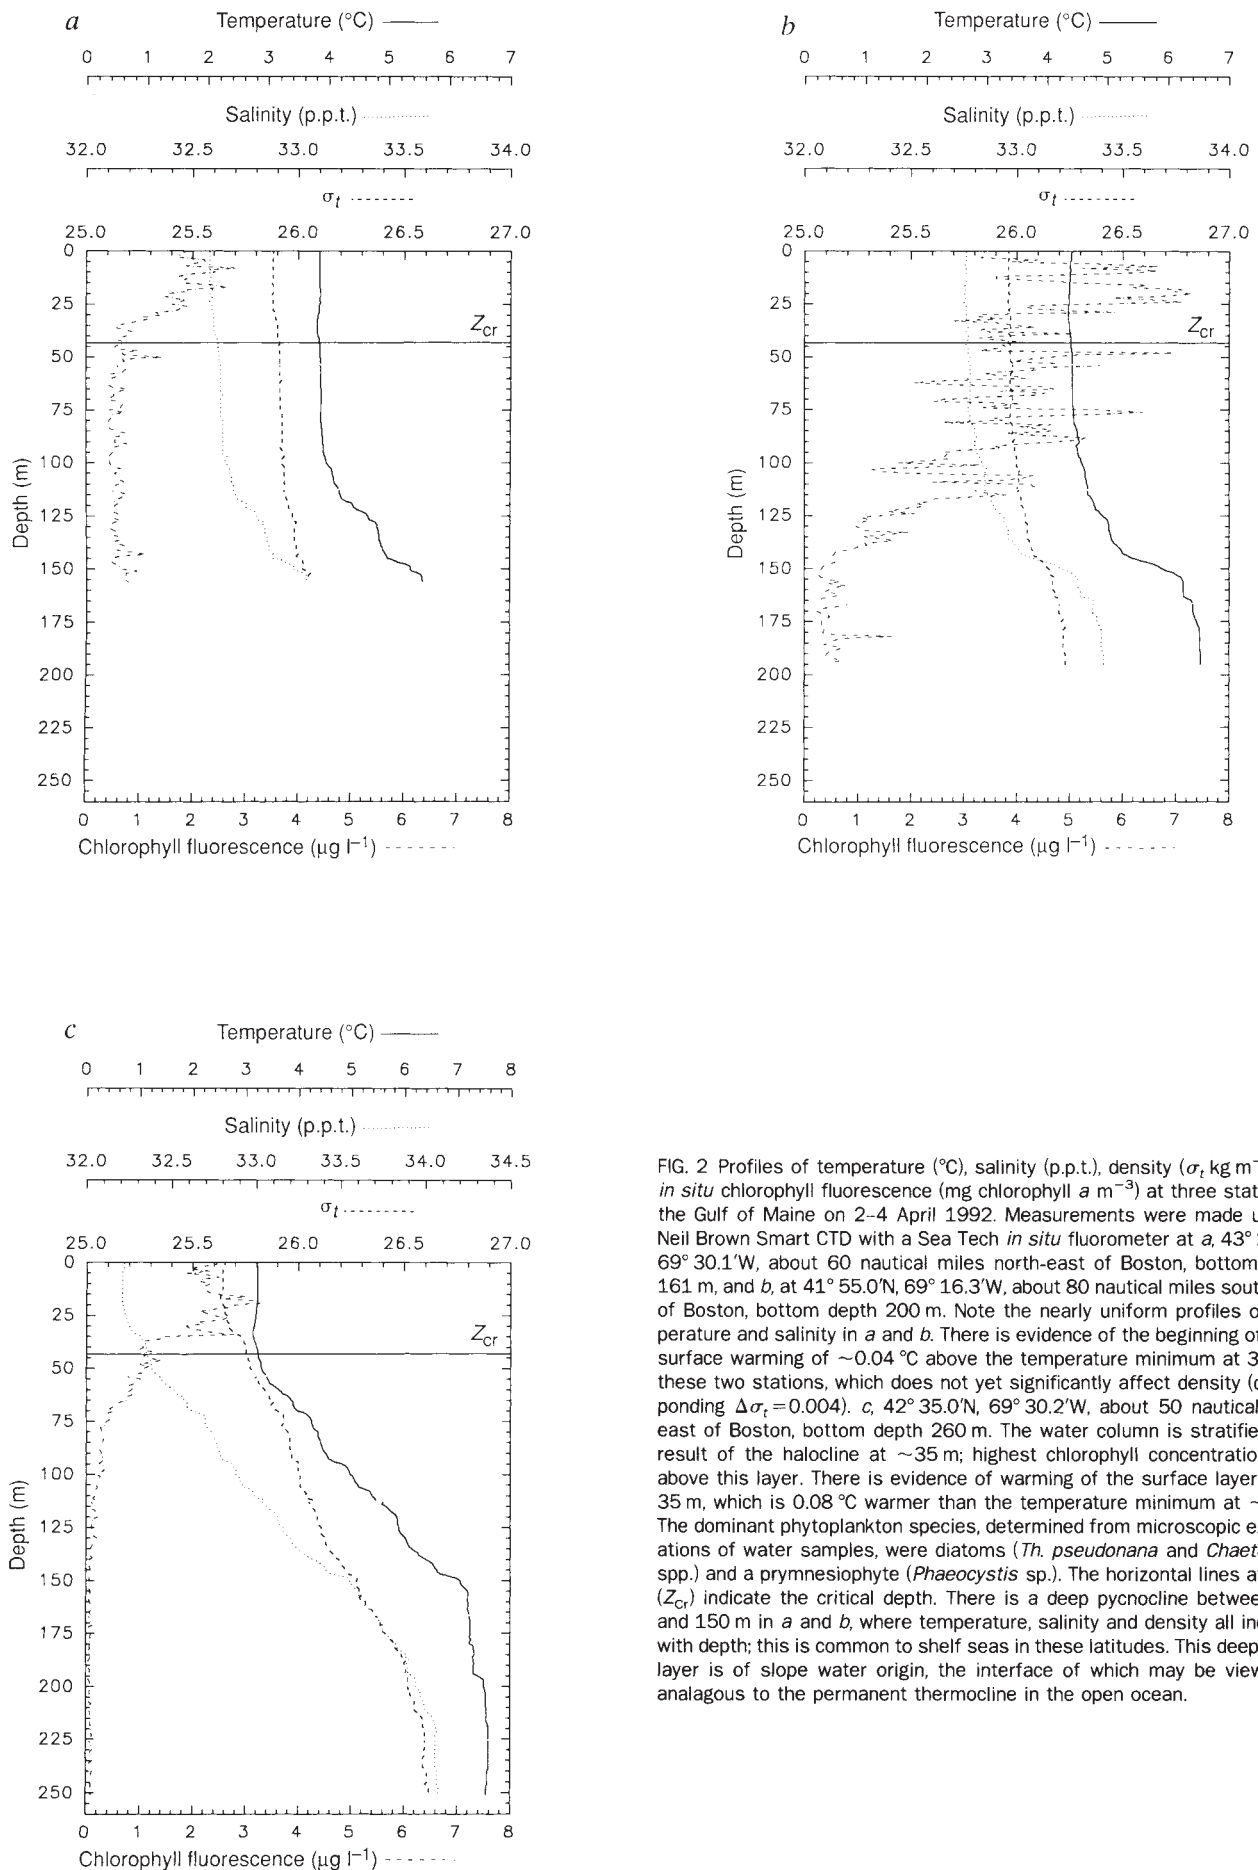 a
Temperature (°C)
0 1 2 3 4 5 6 7
Salinity (p.p.t.)
32.0 32.5 33.0 33.5 34.0
σt
25.0 25.5 26.0 26.5 27.0
0
25
50
75
100
125
150
175
200
225
250
Depth (m)
Zcr
0 1 2 3 4 5 6 7 8
Chlorophyll fluorescence (μg l⁻¹)
b
Temperature (°C)
0 1 2 3 4 5 6 7
Salinity (p.p.t.)
32.0 32.5 33.0 33.5 34.0
σt
25.0 25.5 26.0 26.5 27.0
0
25
50
75
100
125
150
175
200
225
250
Depth (m)
Zcr
0 1 2 3 4 5 6 7 8
Chlorophyll fluorescence (μg l⁻¹)
c
Temperature (°C)
0 1 2 3 4 5 6 7 8
Salinity (p.p.t.)
32.0 32.5 33.0 33.5 34.0 34.5
σt
25.0 25.5 26.0 26.5 27.0
0
25
50
75
100
125
150
175
200
225
250
Depth (m)
Zcr
0 1 2 3 4 5 6 7 8
Chlorophyll fluorescence (μg l⁻¹)
FIG. 2 Profiles of temperature (°C), salinity (p.p.t.), density (σt kg m⁻
in situ chlorophyll fluorescence (mg chlorophyll a m⁻³) at three stat
the Gulf of Maine on 2–4 April 1992. Measurements were made u
Neil Brown Smart CTD with a Sea Tech in situ fluorometer at a, 43°
69° 30.1′W, about 60 nautical miles north-east of Boston, bottom
161 m, and b, at 41° 55.0′N, 69° 16.3′W, about 80 nautical miles sout
of Boston, bottom depth 200 m. Note the nearly uniform profiles o
perature and salinity in a and b. There is evidence of the beginning of
surface warming of ~0.04 °C above the temperature minimum at 3
these two stations, which does not yet significantly affect density (c
ponding Δσt=0.004). c, 42° 35.0′N, 69° 30.2′W, about 50 nautical
east of Boston, bottom depth 260 m. The water column is stratifie
result of the halocline at ~35 m; highest chlorophyll concentratio
above this layer. There is evidence of warming of the surface layer
35 m, which is 0.08 °C warmer than the temperature minimum at ~
The dominant phytoplankton species, determined from microscopic e
ations of water samples, were diatoms (Th. pseudonana and Chaet
spp.) and a prymnesiophyte (Phaeocystis sp.). The horizontal lines a
(Zcr) indicate the critical depth. There is a deep pycnocline betwee
and 150 m in a and b, where temperature, salinity and density all in
with depth; this is common to shelf seas in these latitudes. This deep
layer is of slope water origin, the interface of which may be view
analagous to the permanent thermocline in the open ocean.